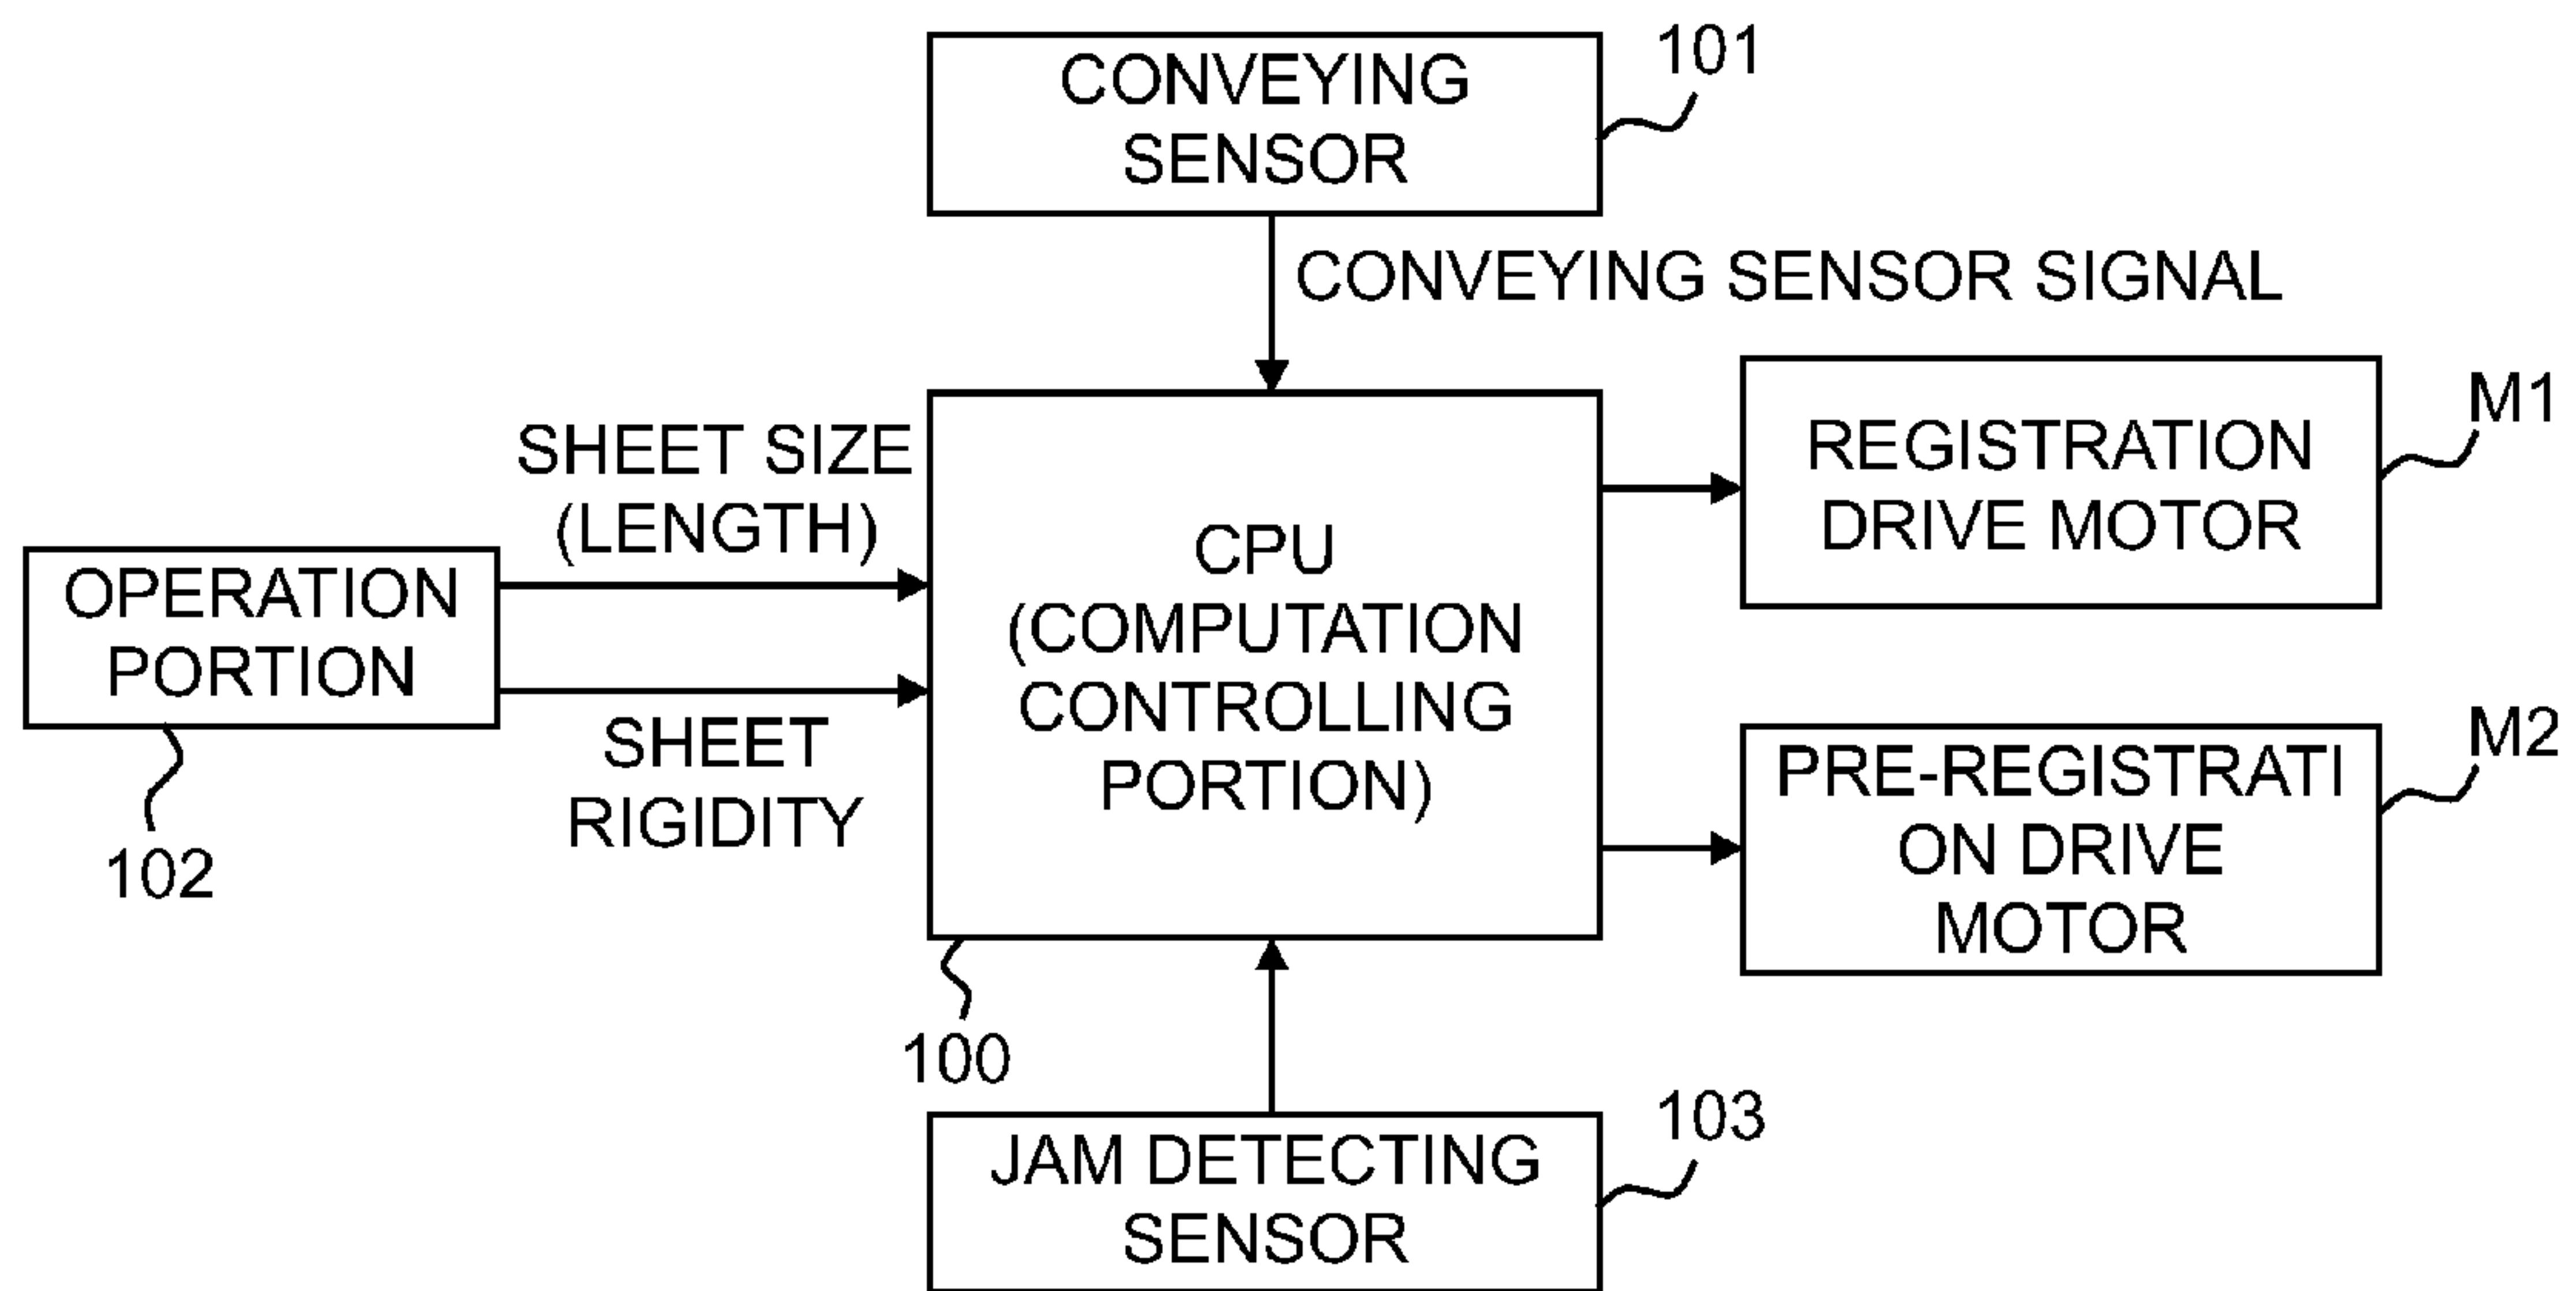 CONVEYING
SENSOR
101
CONVEYING SENSOR SIGNAL
SHEET SIZE
(LENGTH)
OPERATION
PORTION
102
SHEET
RIGIDITY
CPU
(COMPUTATION
CONTROLLING
PORTION)
100
REGISTRATION
DRIVE MOTOR
M1
PRE-REGISTRATI
ON DRIVE
MOTOR
M2
JAM DETECTING
SENSOR
103